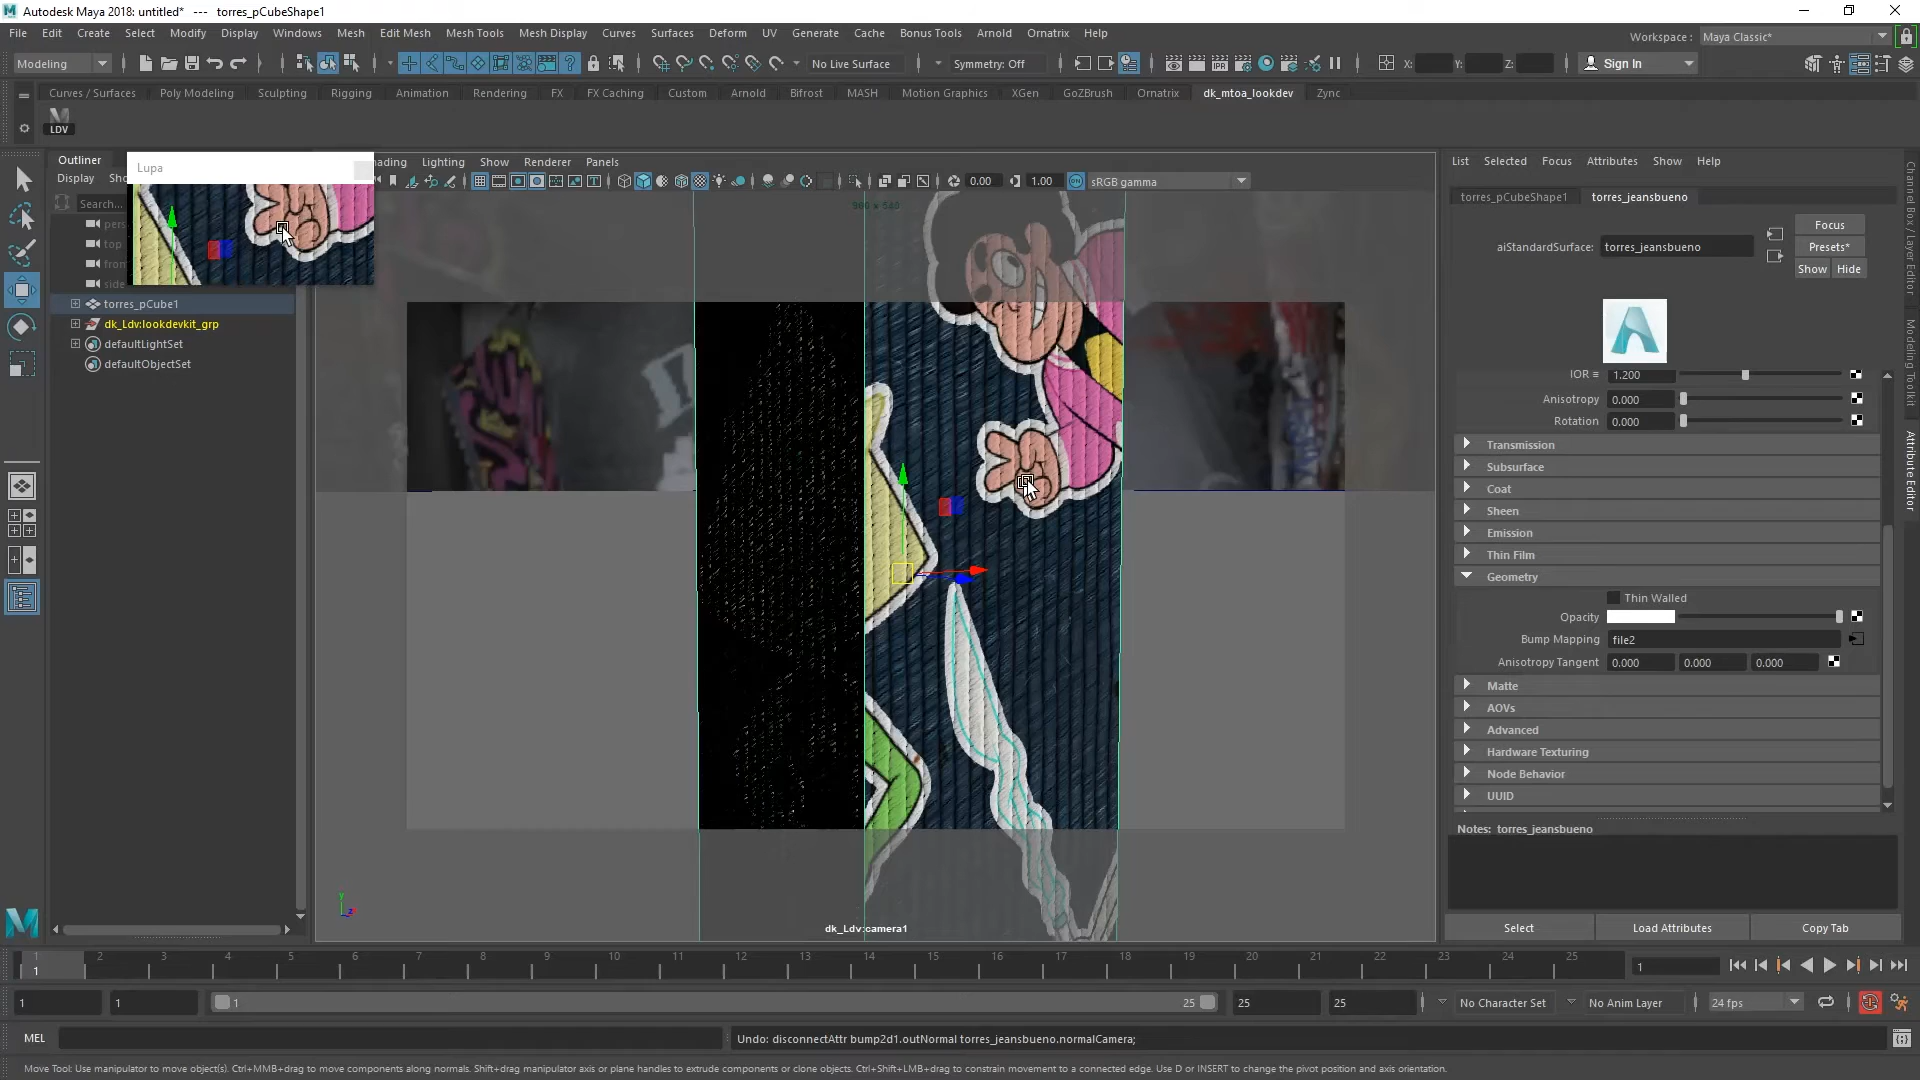 Autodesk Maya 2018: untitled* --- torres_pCubeShape1
File Edit Create Select Modify Display Windows Mesh Edit Mesh Mesh Tools Mesh Display Curves Surfaces Deform UV Generate Cache Bonus Tools Arnold Ornatrix Help
Workspace : Maya Classic*
Modeling No Live Surface Symmetry: Off X: Y: Z: Sign In
Curves / Surfaces Poly Modeling Sculpting Rigging Animation Rendering FX FX Caching Custom Arnold Bifrost MASH Motion Graphics XGen GoZBrush Ornatrix dk_mtoa_lookdev Zync
LDV
Outliner
Display
Search...
Lupa
torres_pCube1
dk_Ldv:lookdevkit_grp
defaultLightSet
defaultObjectSet
Lighting Show Renderer Panels
0.00 1.00 sRGB gamma
960 x 540
dk_Ldv:camera1
List Selected Focus Attributes Show Help
torres_pCubeShape1 torres_jeansbueno
Focus
aiStandardSurface: torres_jeansbueno
Presets*
Show Hide
IOR 1.200
Anisotropy 0.000
Rotation 0.000
Transmission
Subsurface
Coat
Sheen
Emission
Thin Film
Geometry
Thin Walled
Opacity
Bump Mapping file2
Anisotropy Tangent 0.000 0.000 0.000
Matte
AOVs
Advanced
Hardware Texturing
Node Behavior
UUID
Notes: torres_jeansbueno
Select Load Attributes Copy Tab
Channel Box / Layer Editor
Modeling Toolkit
Attribute Editor
1 2 3 4 5 6 7 8 9 10 11 12 13 14 15 16 17 18 19 20 21 22 23 24 25
1 1
1 1 1 25 25 25 No Character Set No Anim Layer 24 fps
MEL Undo: disconnectAttr bump2d1.outNormal torres_jeansbueno.normalCamera;
Move Tool: Use manipulator to move object(s). Ctrl+MMB+drag to move components along normals. Shift+drag manipulator axis or plane handles to extrude components or clone objects. Ctrl+Shift+LMB+drag to constrain movement to a connected edge. Use D or INSERT to change the pivot position and axis orientation.